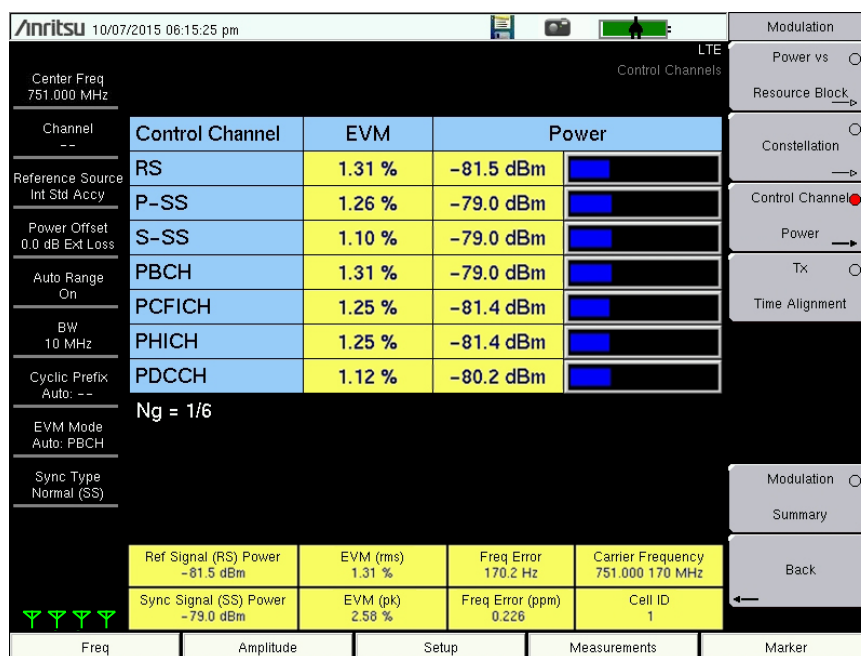 Anritsu 10/07/2015 06:15:25 pm
LTE
Control Channels
Center Freq
751.000 MHz
Channel
--
Reference Source
Int Std Accy
Power Offset
0.0 dB Ext Loss
Auto Range
On
BW
10 MHz
Cyclic Prefix
Auto: --
EVM Mode
Auto: PBCH
Sync Type
Normal (SS)
Control Channel EVM Power
RS 1.31 % -81.5 dBm
P-SS 1.26 % -79.0 dBm
S-SS 1.10 % -79.0 dBm
PBCH 1.31 % -79.0 dBm
PCFICH 1.25 % -81.4 dBm
PHICH 1.25 % -81.4 dBm
PDCCH 1.12 % -80.2 dBm
Ng = 1/6
Ref Signal (RS) Power EVM (rms) Freq Error Carrier Frequency
-81.5 dBm 1.31 % 170.2 Hz 751.000 170 MHz
Sync Signal (SS) Power EVM (pk) Freq Error (ppm) Cell ID
-79.0 dBm 2.58 % 0.226 1
Modulation
Power vs
Resource Block
Constellation
Control Channel
Power
Tx
Time Alignment
Modulation
Summary
Back
Freq Amplitude Setup Measurements Marker